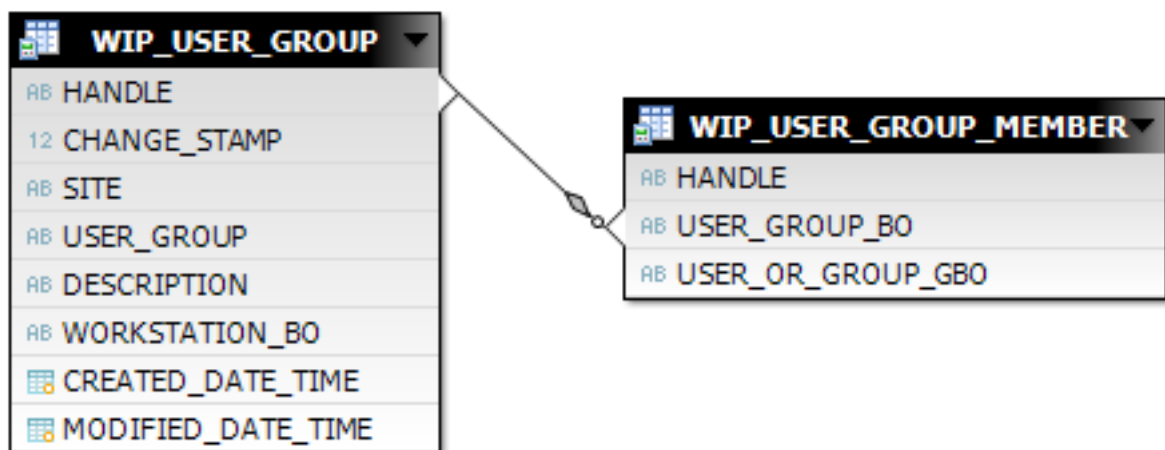 WIP_USER_GROUP
AB HANDLE
12 CHANGE_STAMP
AB SITE
AB USER_GROUP
AB DESCRIPTION
AB WORKSTATION_BO
CREATED_DATE_TIME
MODIFIED_DATE_TIME
WIP_USER_GROUP_MEMBER
AB HANDLE
AB USER_GROUP_BO
AB USER_OR_GROUP_GBO